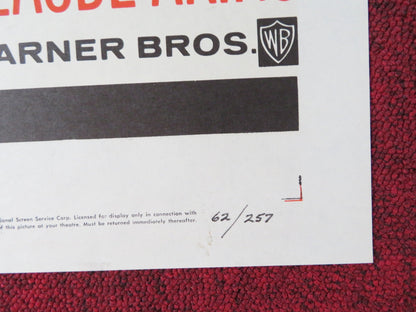 ARNER BROS.
WB
ional Screen Service Corp. Licensed for display only in connection with
of this picture at your theatre. Must be returned immediately thereafter.
62/257